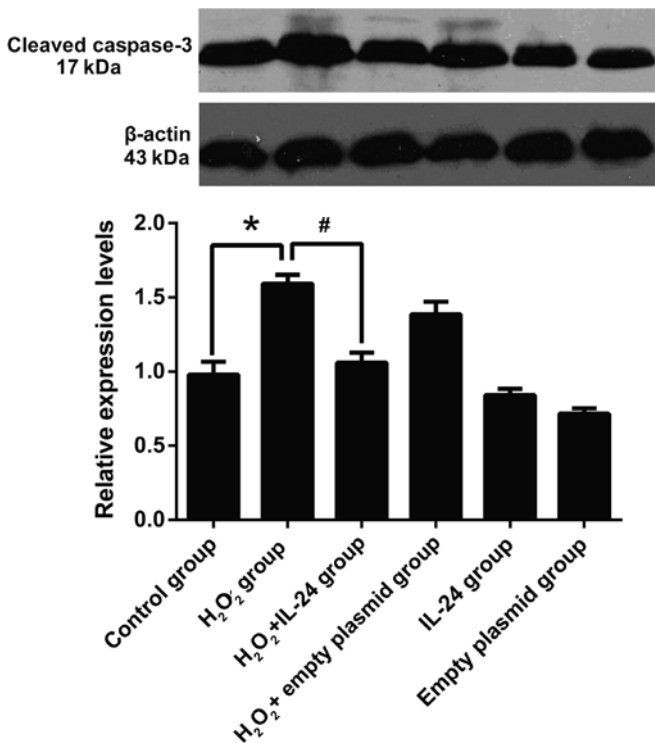 Cleaved caspase-3
17 kDa
β-actin
43 kDa
Relative expression levels
2.0
1.5
1.0
0.5
0.0
*
#
Control group
H₂O₂ group
H₂O₂+IL-24 group
H₂O₂+ empty plasmid group
IL-24 group
Empty plasmid group